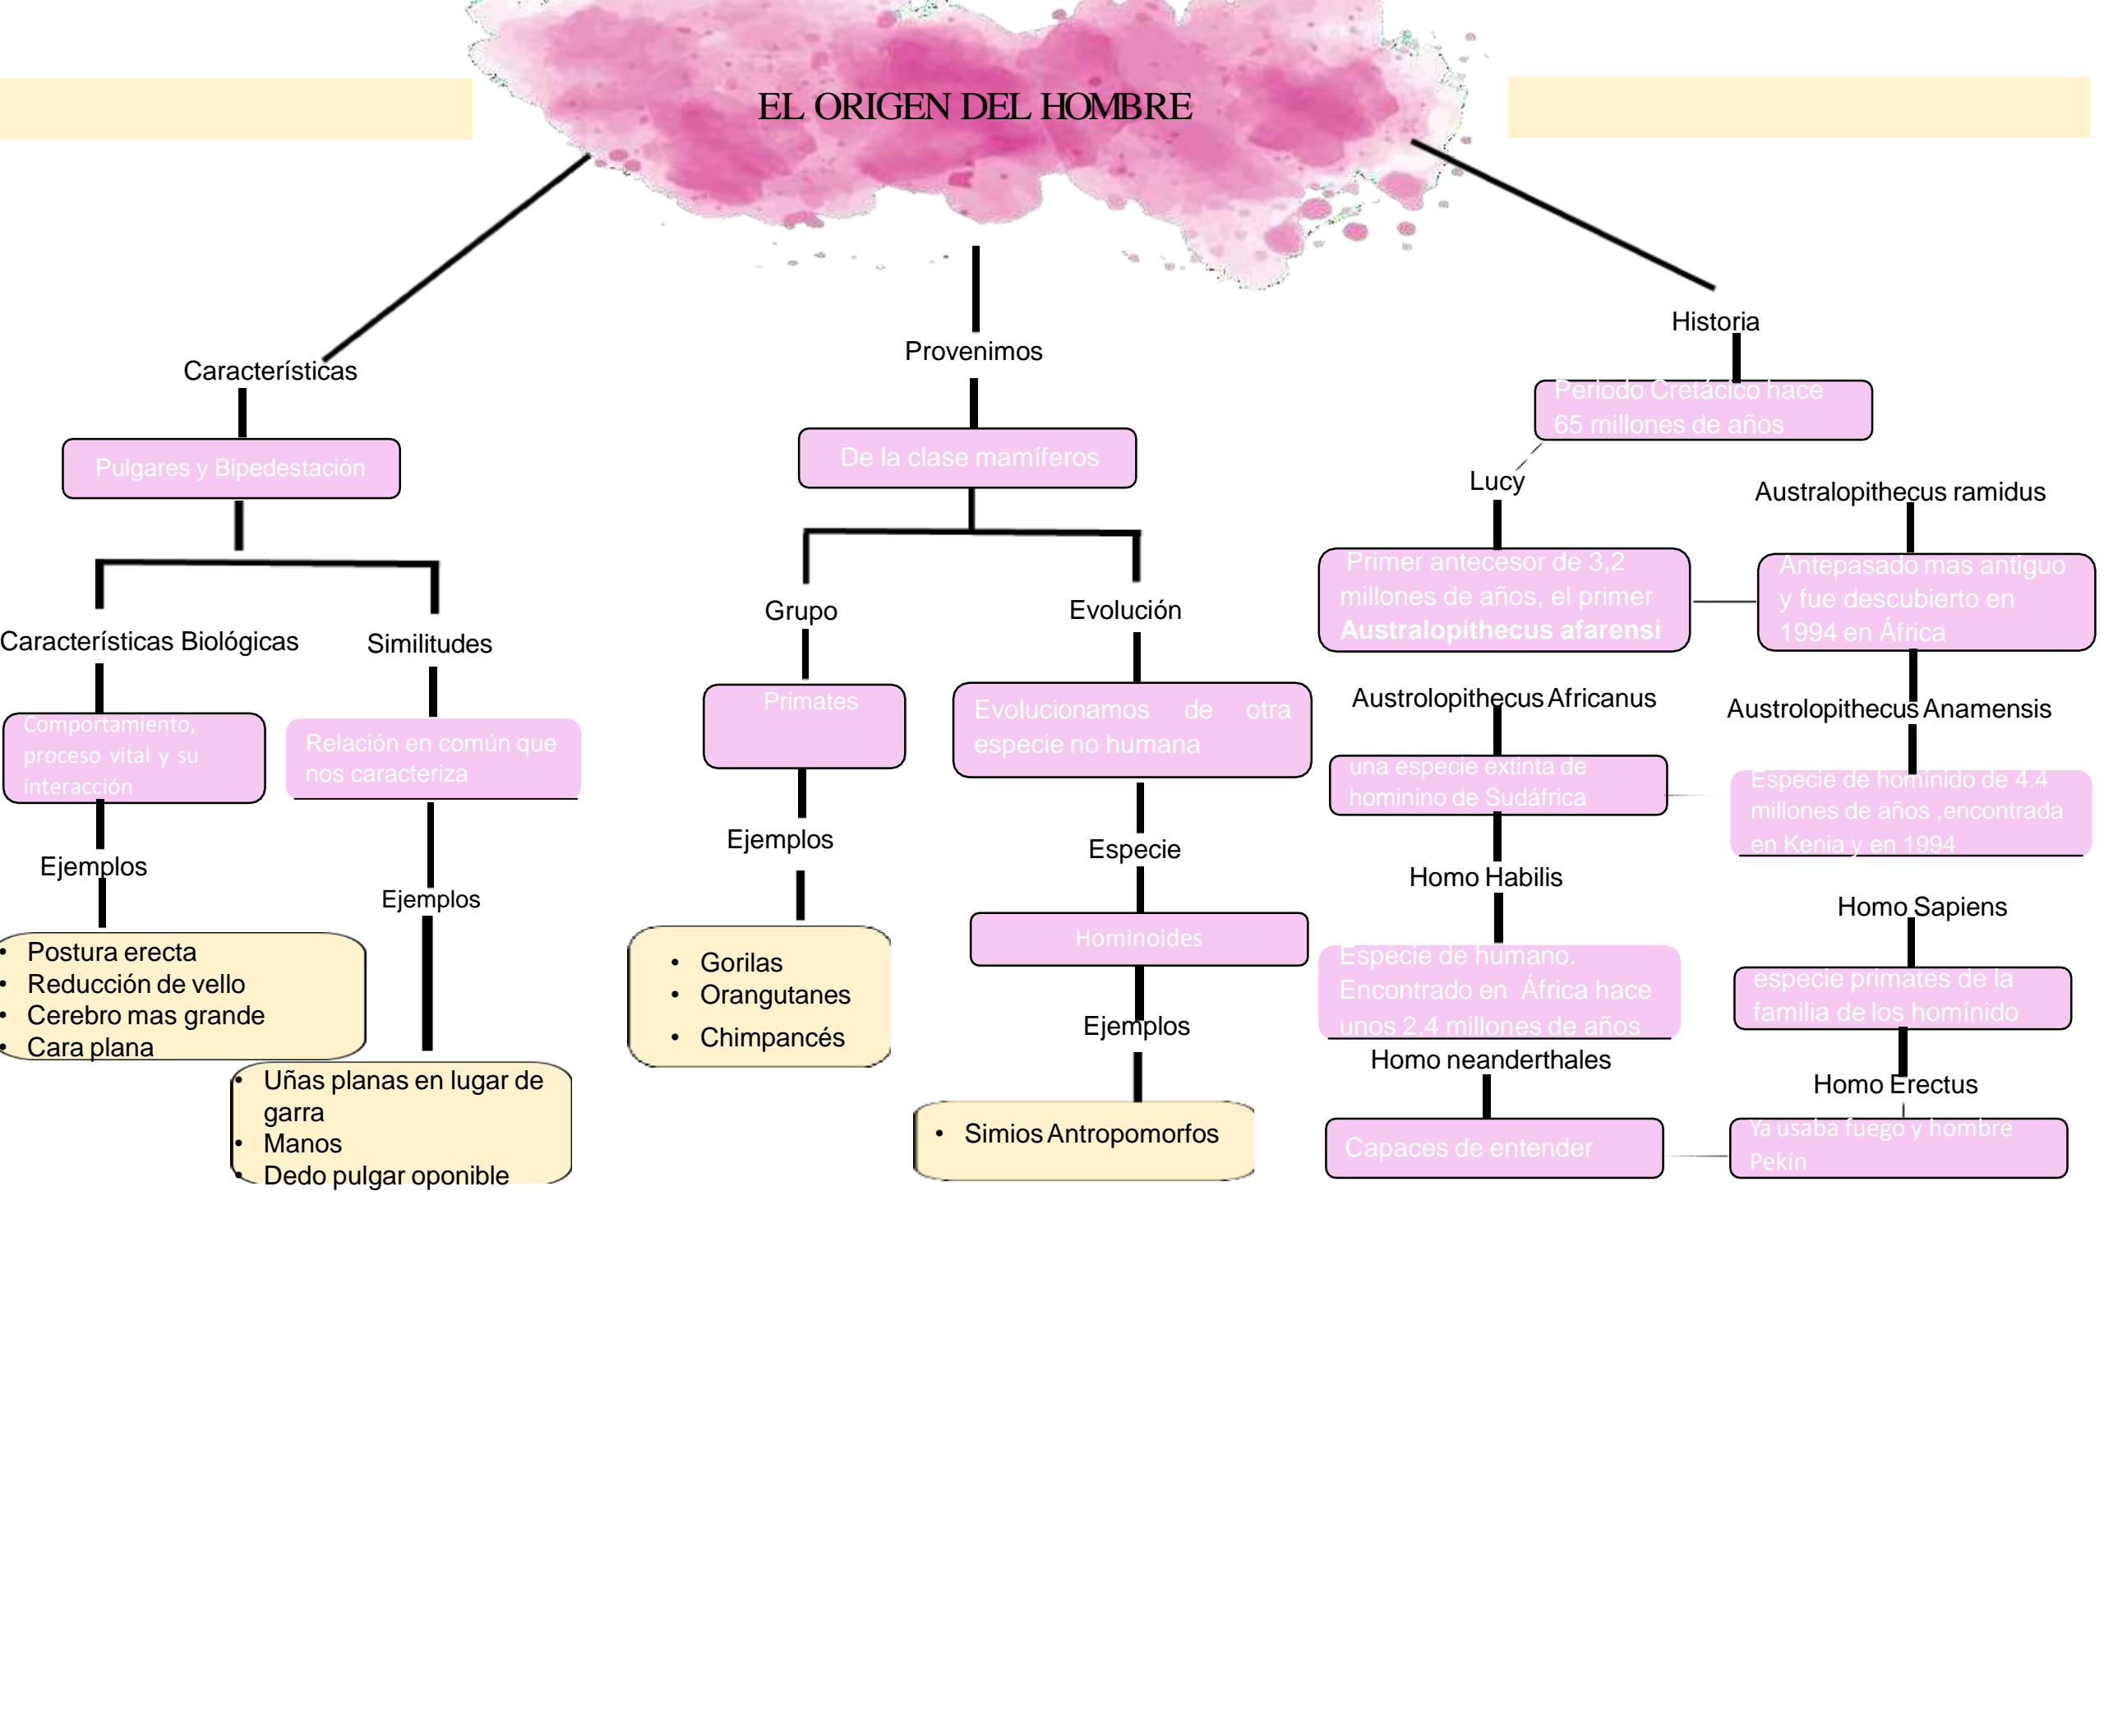 EL ORIGEN DEL HOMBRE
Características
Pulgares y Bipedestación
Características Biológicas
Comportamiento,
proceso vital y su
interacción
Ejemplos
• Postura erecta
• Reducción de vello
• Cerebro mas grande
• Cara plana
Similitudes
Relación en común que
nos caracteriza
Ejemplos
• Uñas planas en lugar de
garra
• Manos
• Dedo pulgar oponible
Provenimos
De la clase mamíferos
Grupo
Primates
Ejemplos
• Gorilas
• Orangutanes
• Chimpancés
Evolución
Evolucionamos de otra
especie no humana
Especie
Hominoides
Ejemplos
• Simios Antropomorfos
Historia
Periodo Cretácico hace
65 millones de años
Lucy
Primer antecesor de 3,2
millones de años, el primer
Australopithecus afarensi
Australopithecus ramidus
Antepasado mas antiguo
y fue descubierto en
1994 en África
Austrolopithecus Africanus
una especie extinta de
hominino de Sudáfrica
Austrolopithecus Anamensis
Especie de homínido de 4.4
millones de años ,encontrada
en Kenia y en 1994
Homo Habilis
Especie de humano.
Encontrado en África hace
unos 2.4 millones de años
Homo Sapiens
especie primates de la
familia de los homínido
Homo neanderthales
Capaces de entender
Homo Erectus
Ya usaba fuego y hombre
Pekín